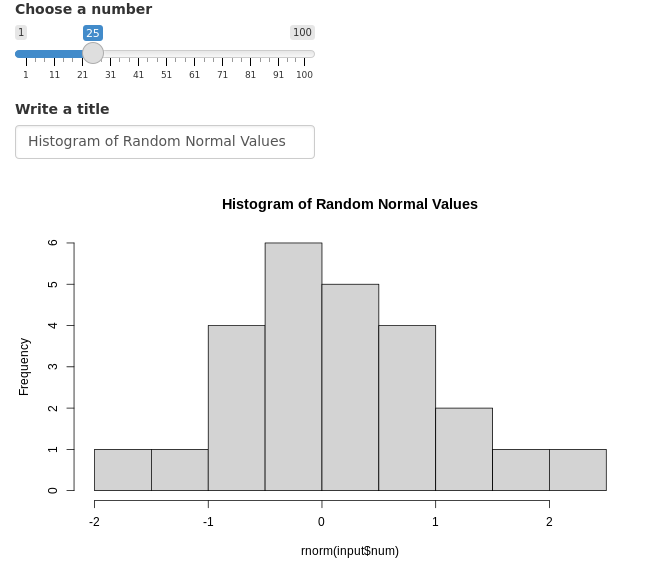 Choose a number
1 25 100
1 11 21 31 41 51 61 71 81 91 100
Write a title
Histogram of Random Normal Values
Histogram of Random Normal Values
6
5
4
3
2
1
0
Frequency
-2 -1 0 1 2
rnorm(input$num)